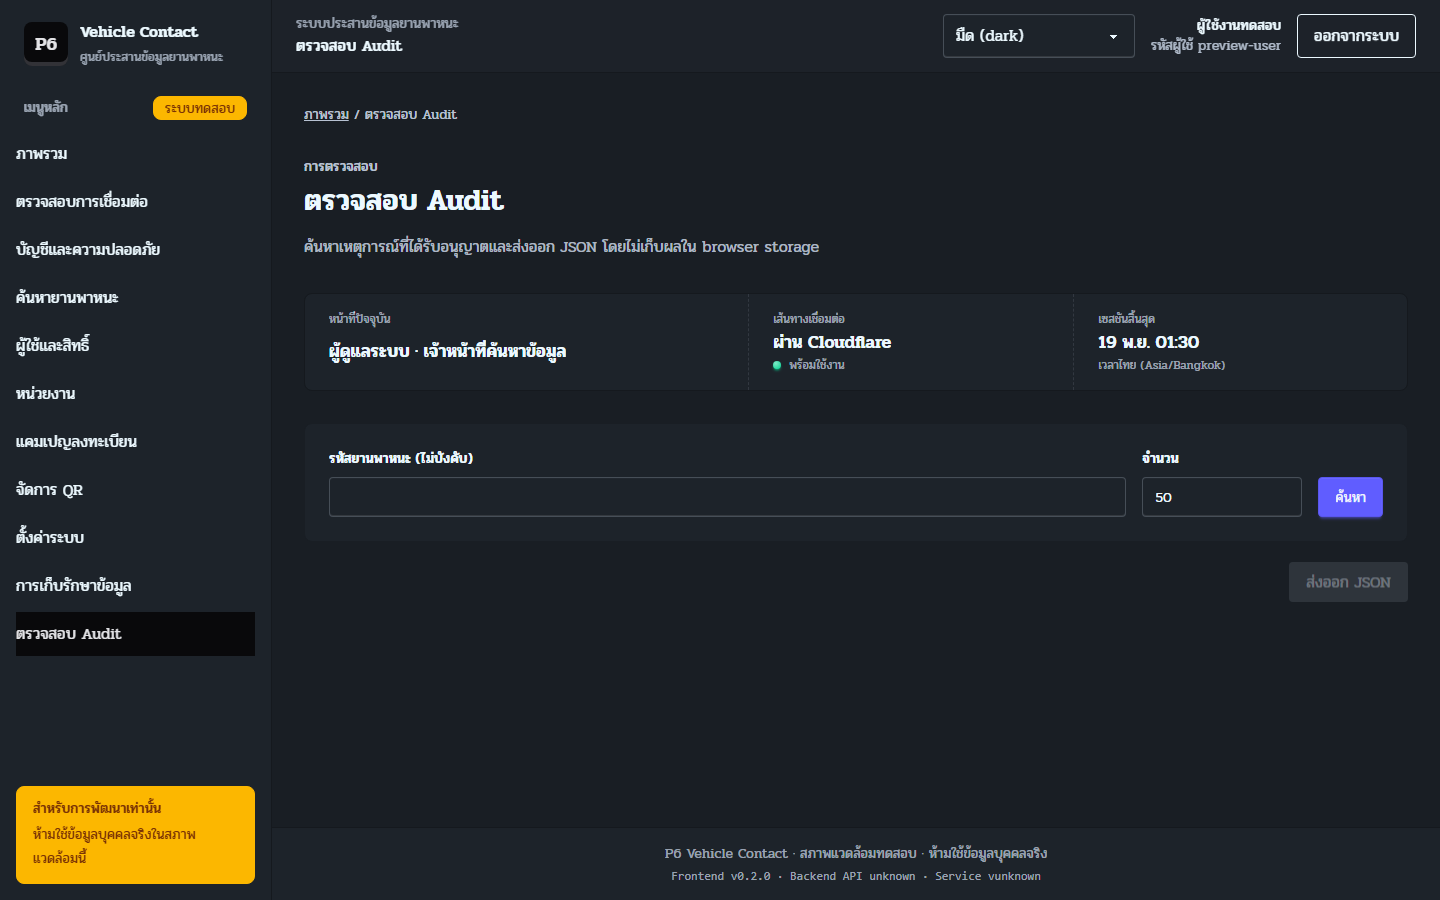 P6
Vehicle Contact
ศูนย์ประสานข้อมูลยานพาหนะ
เมนูหลัก
ระบบทดสอบ
ภาพรวม
ตรวจสอบการเชื่อมต่อ
บัญชีและความปลอดภัย
ค้นหายานพาหนะ
ผู้ใช้และสิทธิ์
หน่วยงาน
แคมเปญลงทะเบียน
จัดการ QR
ตั้งค่าระบบ
การเก็บรักษาข้อมูล
ตรวจสอบ Audit
สำหรับการพัฒนาเท่านั้น
ห้ามใช้ข้อมูลบุคคลจริงในสภาพ
แวดล้อมนี้
ระบบประสานข้อมูลยานพาหนะ
ตรวจสอบ Audit
มืด (dark)
ผู้ใช้งานทดสอบ
รหัสผู้ใช้ preview-user
ออกจากระบบ
ภาพรวม / ตรวจสอบ Audit
การตรวจสอบ
ตรวจสอบ Audit
ค้นหาเหตุการณ์ที่ได้รับอนุญาตและส่งออก JSON โดยไม่เก็บผลใน browser storage
หน้าที่ปัจจุบัน
ผู้ดูแลระบบ · เจ้าหน้าที่ค้นหาข้อมูล
เส้นทางเชื่อมต่อ
ผ่าน Cloudflare
พร้อมใช้งาน
เซสชันสิ้นสุด
19 พ.ย. 01:30
เวลาไทย (Asia/Bangkok)
รหัสยานพาหนะ (ไม่บังคับ)
จำนวน
50
ค้นหา
ส่งออก JSON
P6 Vehicle Contact · สภาพแวดล้อมทดสอบ · ห้ามใช้ข้อมูลบุคคลจริง
Frontend v0.2.0 · Backend API unknown · Service vunknown